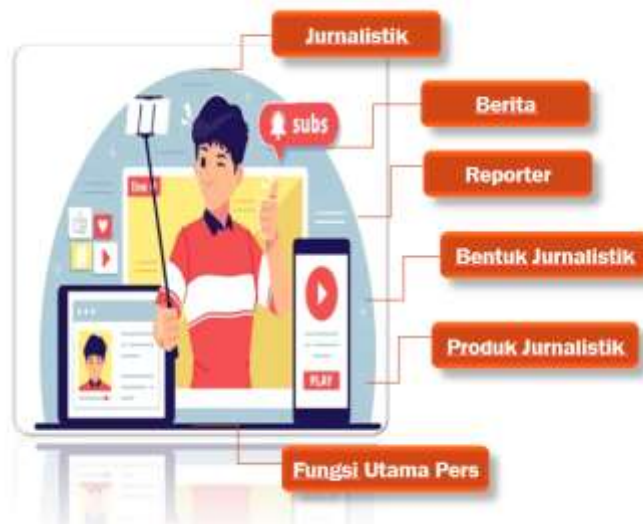 Jurnalistik
Berita
subs
Reporter
Bentuk Jurnalistik
Produk Jurnalistik
PLAY
Fungsi Utama Pers